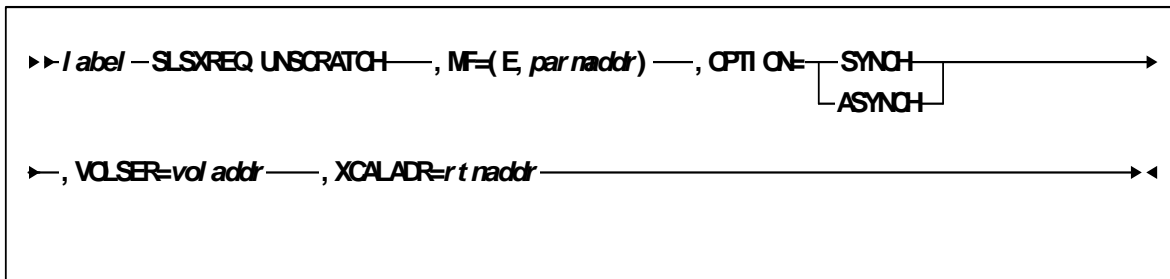 label SLSXREQ UNSCRATCH , MF=(E, parmaddr) , OPTION= SYNCH
ASYNCH
, VOLSER=voladdr , XCALADR=rtnaddr